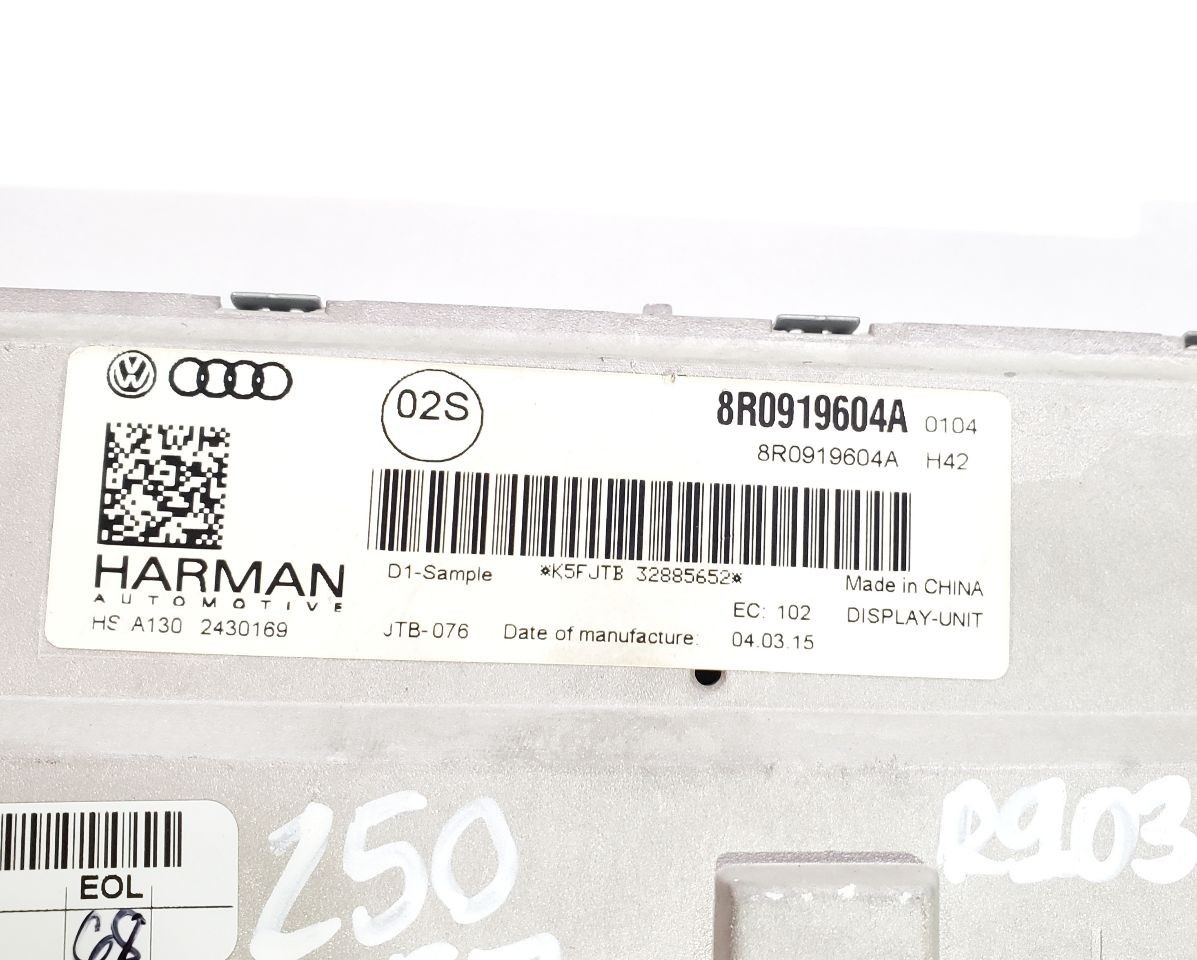 02S
8R0919604A 0104
8R0919604A H42
HARMAN
AUTOMOTIVE
D1-Sample *K5FJTB 32885652* Made in CHINA
EC: 102 DISPLAY-UNIT
HS A130 2430169 JTB-076 Date of manufacture: 04.03.15
250
R903
EOL
68